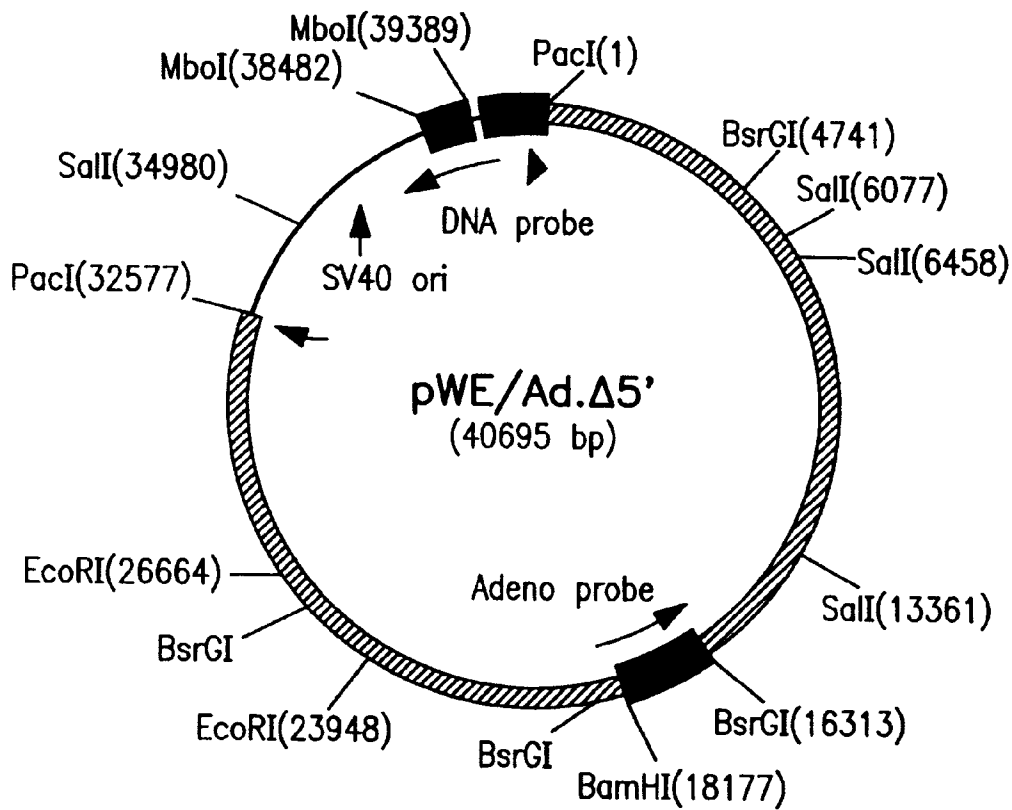 MboI(39389)
PacI(1)
MboI(38482)
BsrGI(4741)
SalI(34980)
SalI(6077)
DNA probe
SalI(6458)
PacI(32577)
SV40 ori
pWE/Ad.Δ5'
(40695 bp)
EcoRI(26664)
Adeno probe
SalI(13361)
BsrGI
EcoRI(23948)
BsrGI(16313)
BsrGI
BamHI(18177)